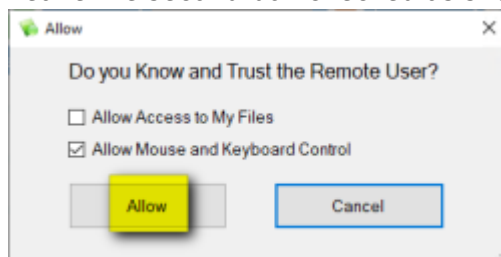 Allow
Do you Know and Trust the Remote User?
Allow Access to My Files
Allow Mouse and Keyboard Control
Allow Cancel